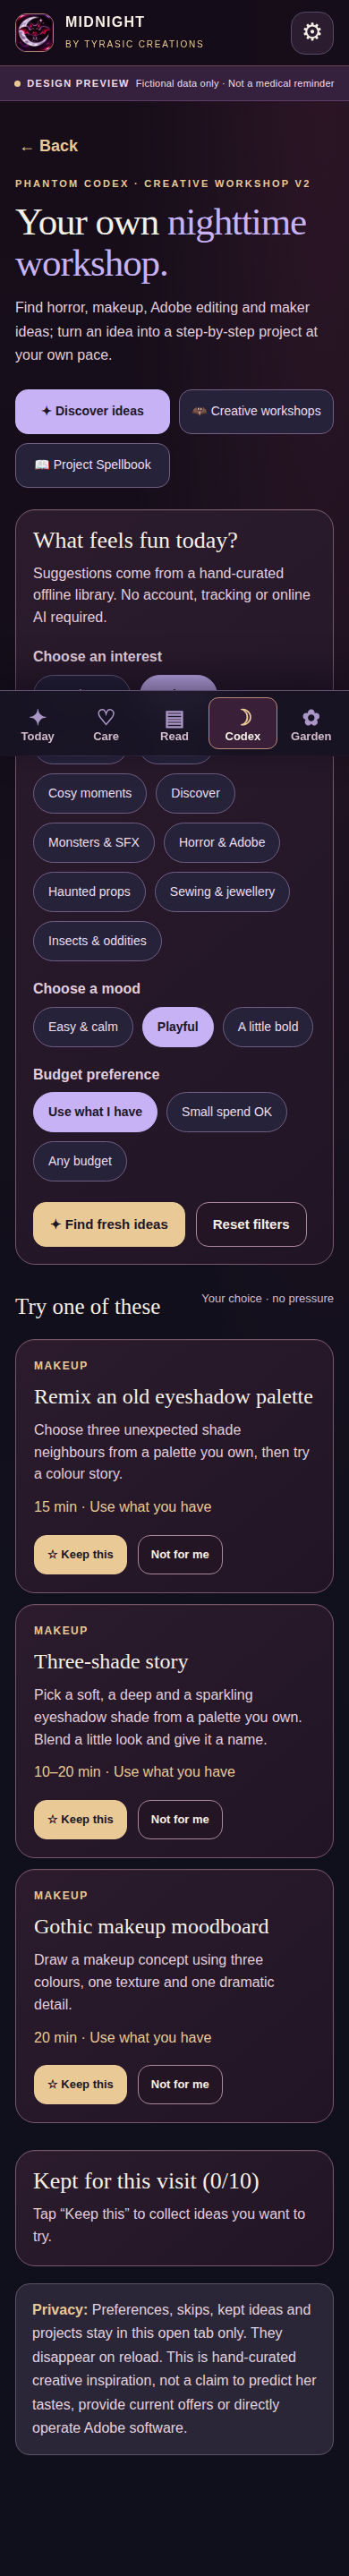 MIDNIGHT
BY TYRASIC CREATIONS
DESIGN PREVIEW Fictional data only · Not a medical reminder
← Back
PHANTOM CODEX · CREATIVE WORKSHOP V2
Your own nighttime
workshop.
Find horror, makeup, Adobe editing and maker
ideas; turn an idea into a step-by-step project at
your own pace.
✦ Discover ideas
🪭 Creative workshops
📖 Project Spellbook
What feels fun today?
Suggestions come from a hand-curated
offline library. No account, tracking or online
AI required.
Choose an interest
✦ Today
♡ Care
▤ Read
☽ Codex
✿ Garden
Cosy moments
Discover
Monsters & SFX
Horror & Adobe
Haunted props
Sewing & jewellery
Insects & oddities
Choose a mood
Easy & calm
Playful
A little bold
Budget preference
Use what I have
Small spend OK
Any budget
✦ Find fresh ideas
Reset filters
Try one of these
Your choice · no pressure
MAKEUP
Remix an old eyeshadow palette
Choose three unexpected shade
neighbours from a palette you own, then try
a colour story.
15 min · Use what you have
☆ Keep this
Not for me
MAKEUP
Three-shade story
Pick a soft, a deep and a sparkling
eyeshadow shade from a palette you own.
Blend a little look and give it a name.
10–20 min · Use what you have
☆ Keep this
Not for me
MAKEUP
Gothic makeup moodboard
Draw a makeup concept using three
colours, one texture and one dramatic
detail.
20 min · Use what you have
☆ Keep this
Not for me
Kept for this visit (0/10)
Tap “Keep this” to collect ideas you want to
try.
Privacy: Preferences, skips, kept ideas and
projects stay in this open tab only. They
disappear on reload. This is hand-curated
creative inspiration, not a claim to predict her
tastes, provide current offers or directly
operate Adobe software.